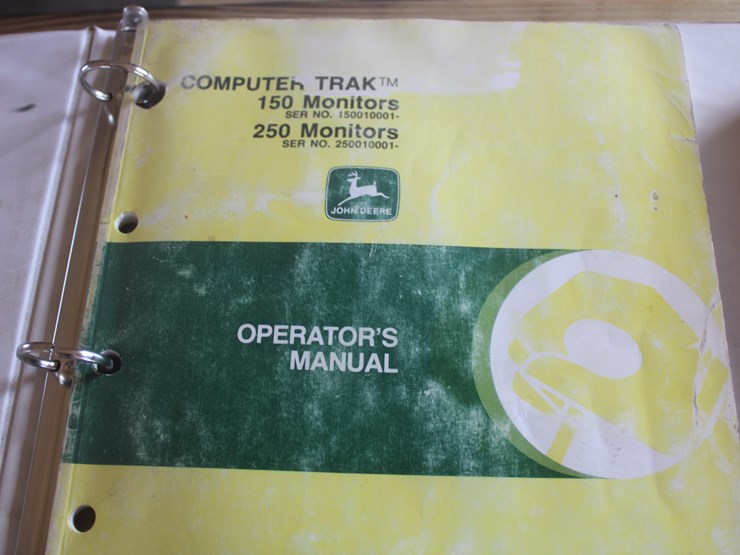 COMPUTER TRAK™
150 Monitors
SER NO. 150010001-
250 Monitors
SER NO. 250010001-
JOHN DEERE
OPERATOR'S
MANUAL